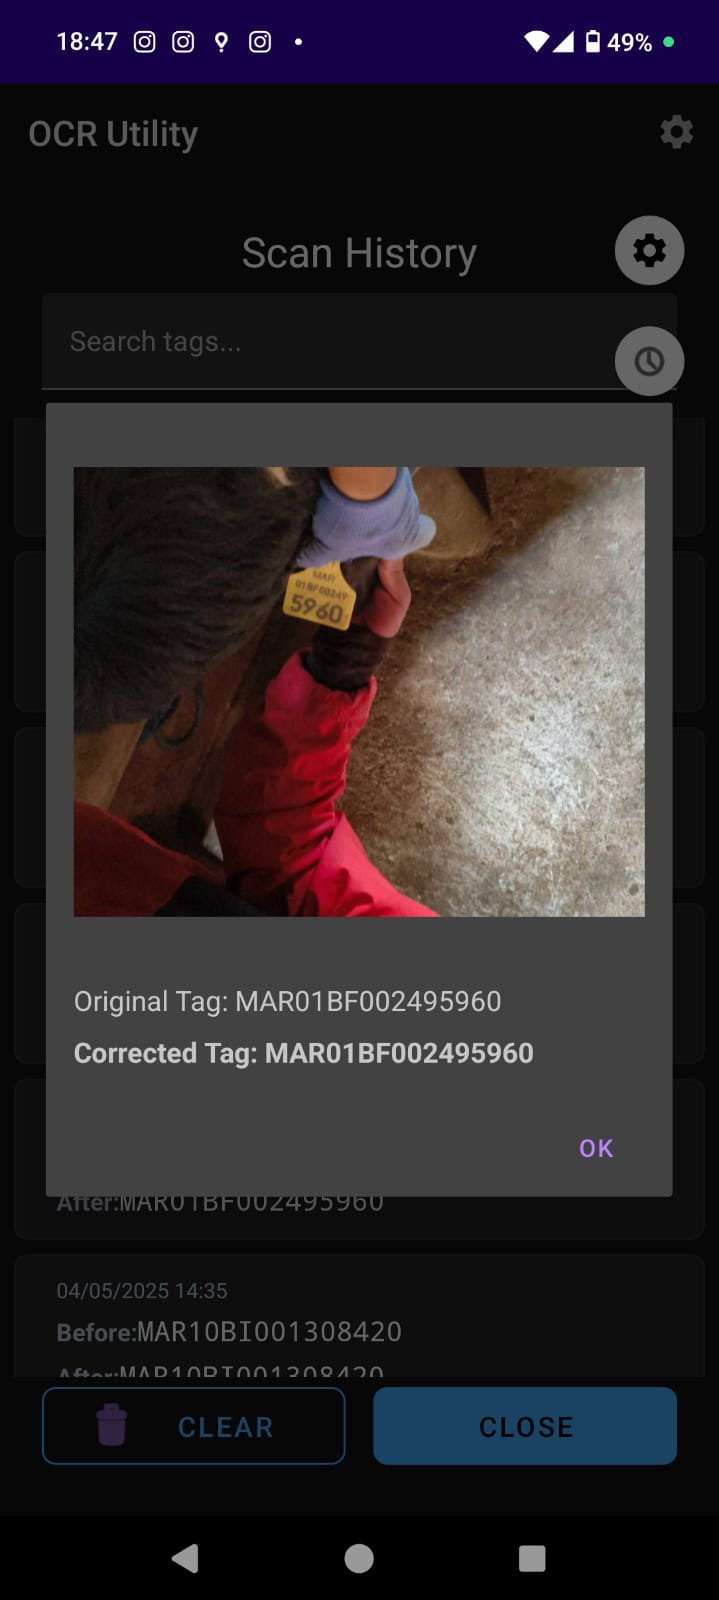 18:47
49%
OCR Utility
Scan History
Search tags...
MAR
01BF00249
5960
Original Tag: MAR01BF002495960
Corrected Tag: MAR01BF002495960
OK
After:MAR01BF002495960
04/05/2025 14:35
Before:MAR10BI001308420
After:MAR10BI001308420
CLEAR
CLOSE